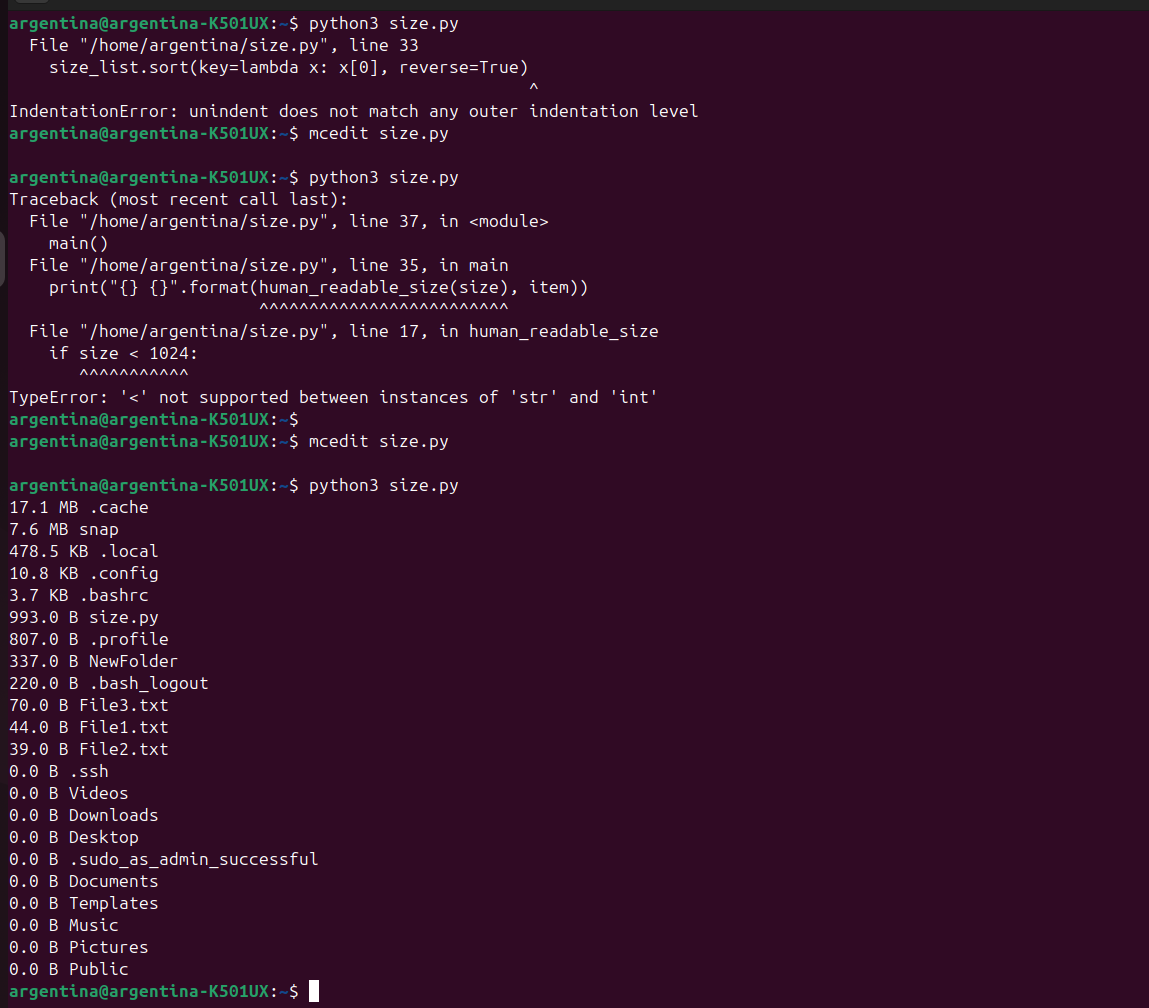 argentina@argentina-K501UX:~$ python3 size.py
  File "/home/argentina/size.py", line 33
    size_list.sort(key=lambda x: x[0], reverse=True)
                                                    ^
IndentationError: unindent does not match any outer indentation level
argentina@argentina-K501UX:~$ mcedit size.py

argentina@argentina-K501UX:~$ python3 size.py
Traceback (most recent call last):
  File "/home/argentina/size.py", line 37, in <module>
    main()
  File "/home/argentina/size.py", line 35, in main
    print("{} {}".format(human_readable_size(size), item))
                         ^^^^^^^^^^^^^^^^^^^^^^^^^
  File "/home/argentina/size.py", line 17, in human_readable_size
    if size < 1024:
       ^^^^^^^^^^^
TypeError: '<' not supported between instances of 'str' and 'int'
argentina@argentina-K501UX:~$
argentina@argentina-K501UX:~$ mcedit size.py

argentina@argentina-K501UX:~$ python3 size.py
17.1 MB .cache
7.6 MB snap
478.5 KB .local
10.8 KB .config
3.7 KB .bashrc
993.0 B size.py
807.0 B .profile
337.0 B NewFolder
220.0 B .bash_logout
70.0 B File3.txt
44.0 B File1.txt
39.0 B File2.txt
0.0 B .ssh
0.0 B Videos
0.0 B Downloads
0.0 B Desktop
0.0 B .sudo_as_admin_successful
0.0 B Documents
0.0 B Templates
0.0 B Music
0.0 B Pictures
0.0 B Public
argentina@argentina-K501UX:~$